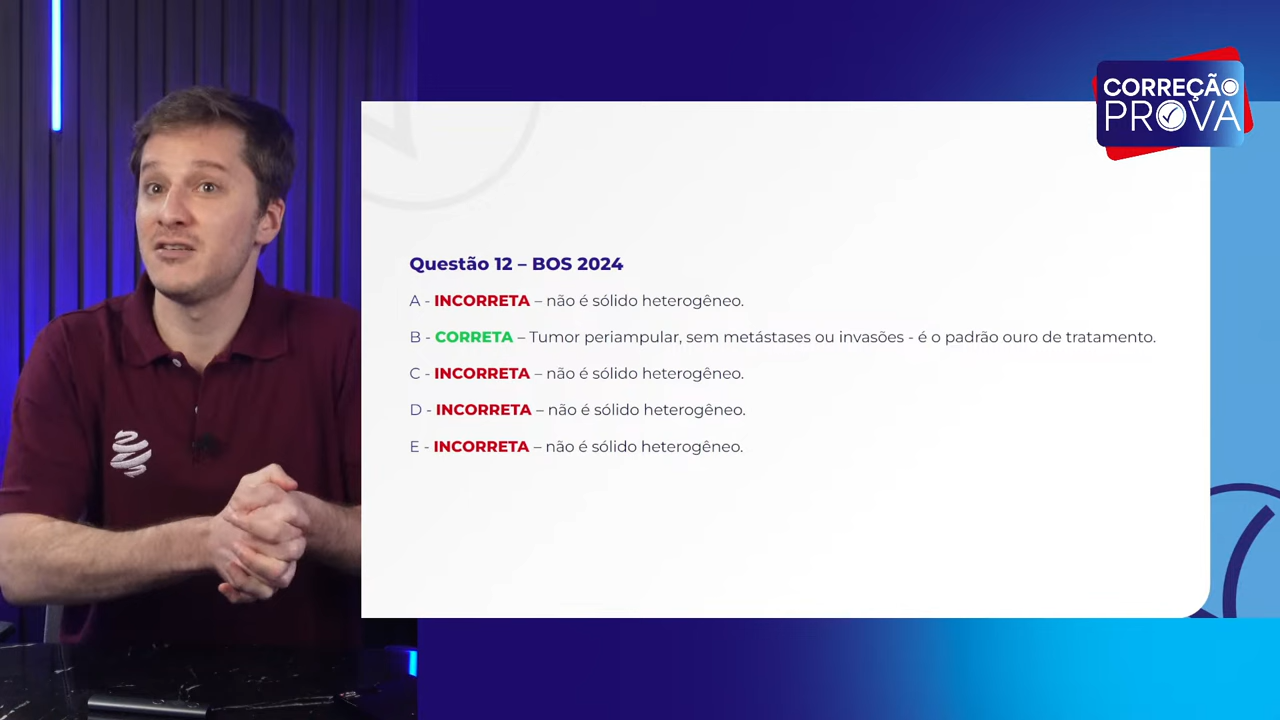 CORREÇÃO
PROVA
Questão 12 – BOS 2024
A - INCORRETA – não é sólido heterogêneo.
B - CORRETA – Tumor periampular, sem metástases ou invasões - é o padrão ouro de tratamento.
C - INCORRETA – não é sólido heterogêneo.
D - INCORRETA – não é sólido heterogêneo.
E - INCORRETA – não é sólido heterogêneo.